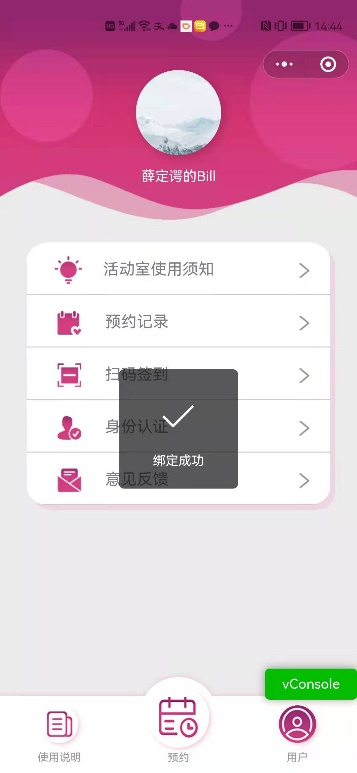 HD 5G 14:44
薛定谔的Bill
活动室使用须知
预约记录
扫码签到
身份认证
绑定成功
意见反馈
vConsole
使用说明
预约
用户